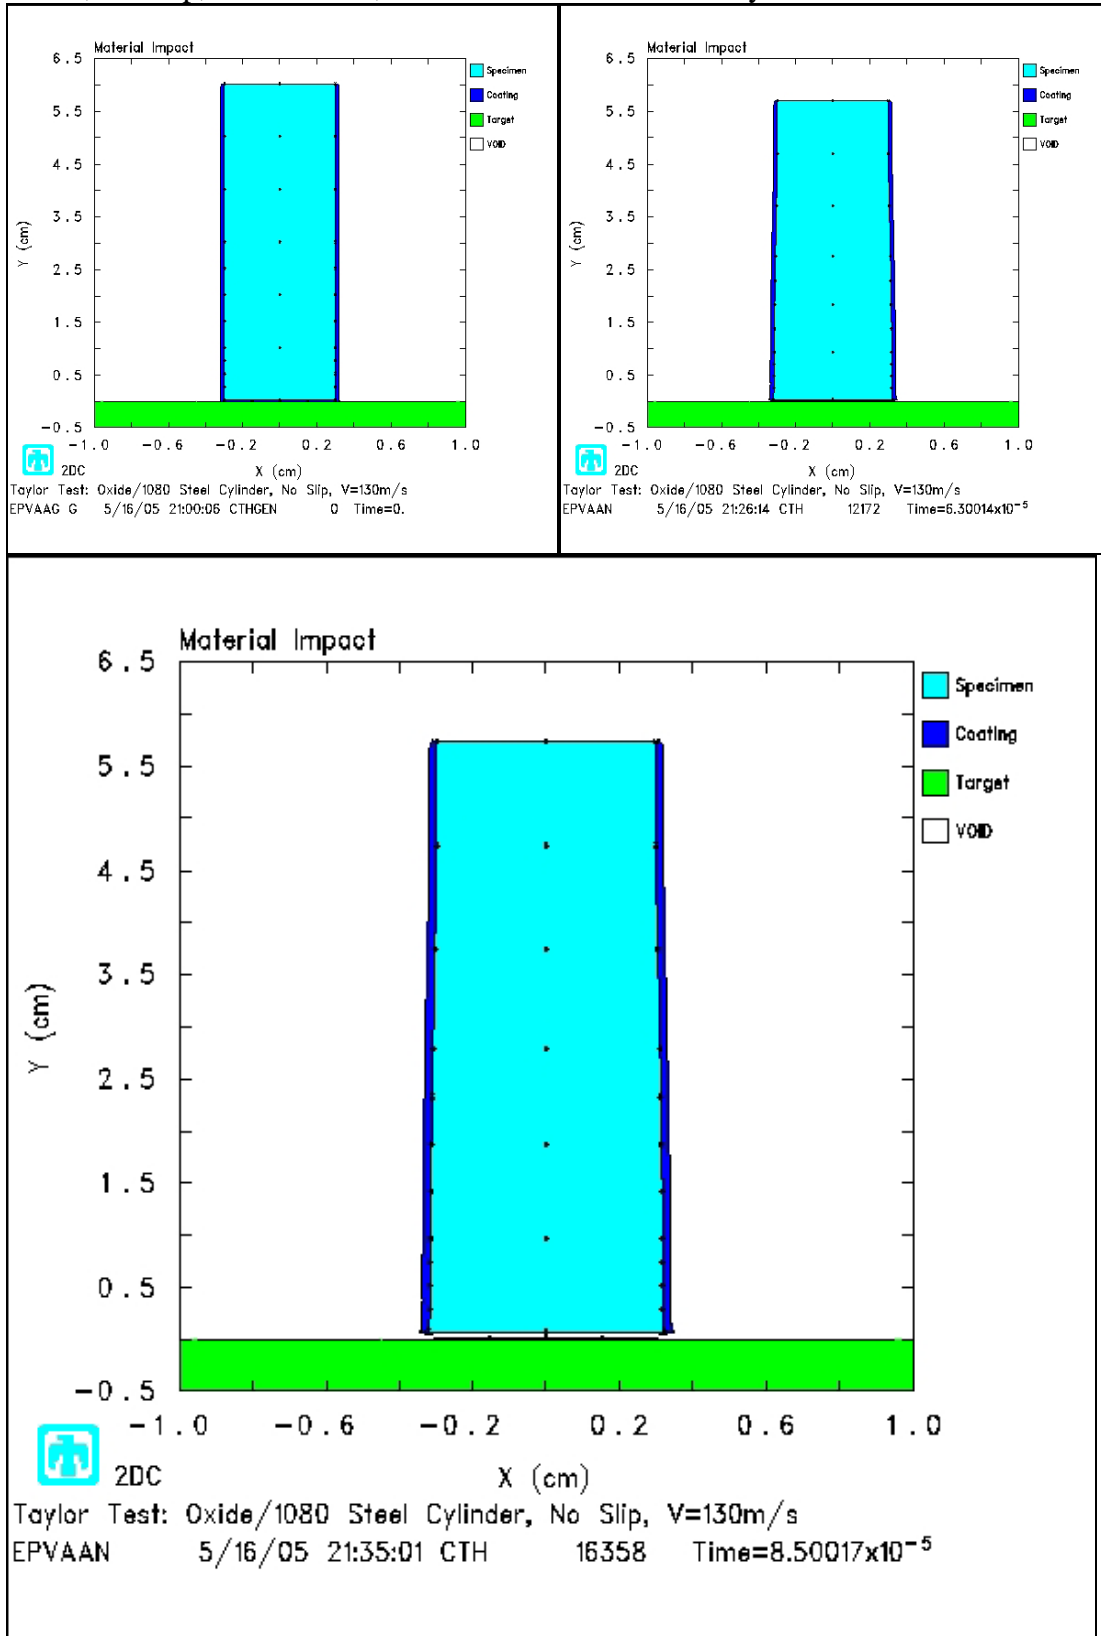 Material Impact
6.5
5.5
4.5
3.5
2.5
1.5
0.5
-0.5
Y (cm)
-1.0 -0.6 -0.2 0.2 0.6 1.0
X (cm)
Specimen
Coating
Target
VOID
2DC
Taylor Test: Oxide/1080 Steel Cylinder, No Slip, V=130m/s
EPVAAG G 5/16/05 21:00:06 CTHGEN 0 Time=0.
Material Impact
6.5
5.5
4.5
3.5
2.5
1.5
0.5
-0.5
Y (cm)
-1.0 -0.6 -0.2 0.2 0.6 1.0
X (cm)
Specimen
Coating
Target
VOID
2DC
Taylor Test: Oxide/1080 Steel Cylinder, No Slip, V=130m/s
EPVAAN 5/16/05 21:26:14 CTH 12172 Time=6.30014x10⁻⁵
Material Impact
6.5
5.5
4.5
3.5
2.5
1.5
0.5
-0.5
Y (cm)
-1.0 -0.6 -0.2 0.2 0.6 1.0
X (cm)
Specimen
Coating
Target
VOID
2DC
Taylor Test: Oxide/1080 Steel Cylinder, No Slip, V=130m/s
EPVAAN 5/16/05 21:35:01 CTH 16358 Time=8.50017x10⁻⁵